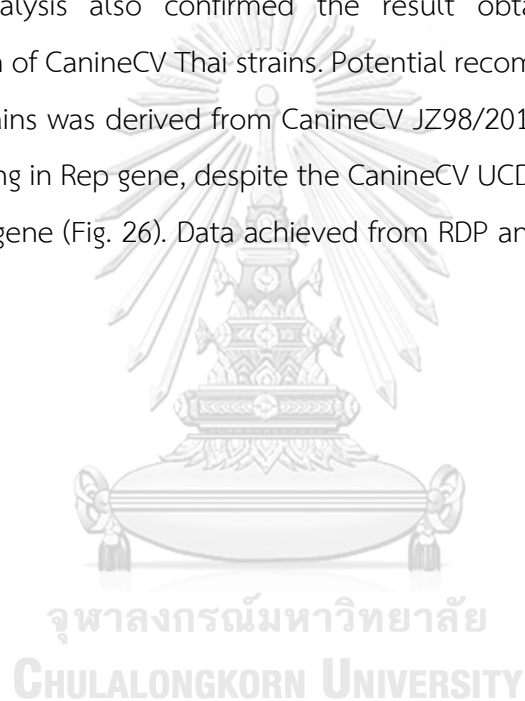 alysis also confirmed the result obta
of CanineCV Thai strains. Potential recom
ins was derived from CanineCV JZ98/201
ng in Rep gene, despite the CanineCV UCD
gene (Fig. 26). Data achieved from RDP an
จุฬาลงกรณ์มหาวิทยาลัย
CHULALONGKORN UNIVERSITY